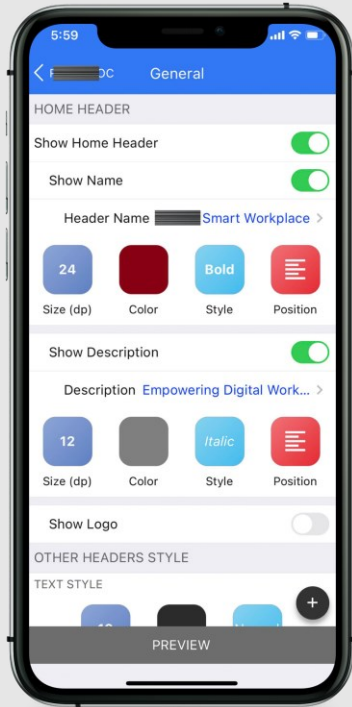 5:59
OC General
HOME HEADER
Show Home Header
Show Name
Header Name Smart Workplace >
24 Bold
Size (dp) Color Style Position
Show Description
Description Empowering Digital Work... >
12 Italic
Size (dp) Color Style Position
Show Logo
OTHER HEADERS STYLE
TEXT STYLE
+
PREVIEW